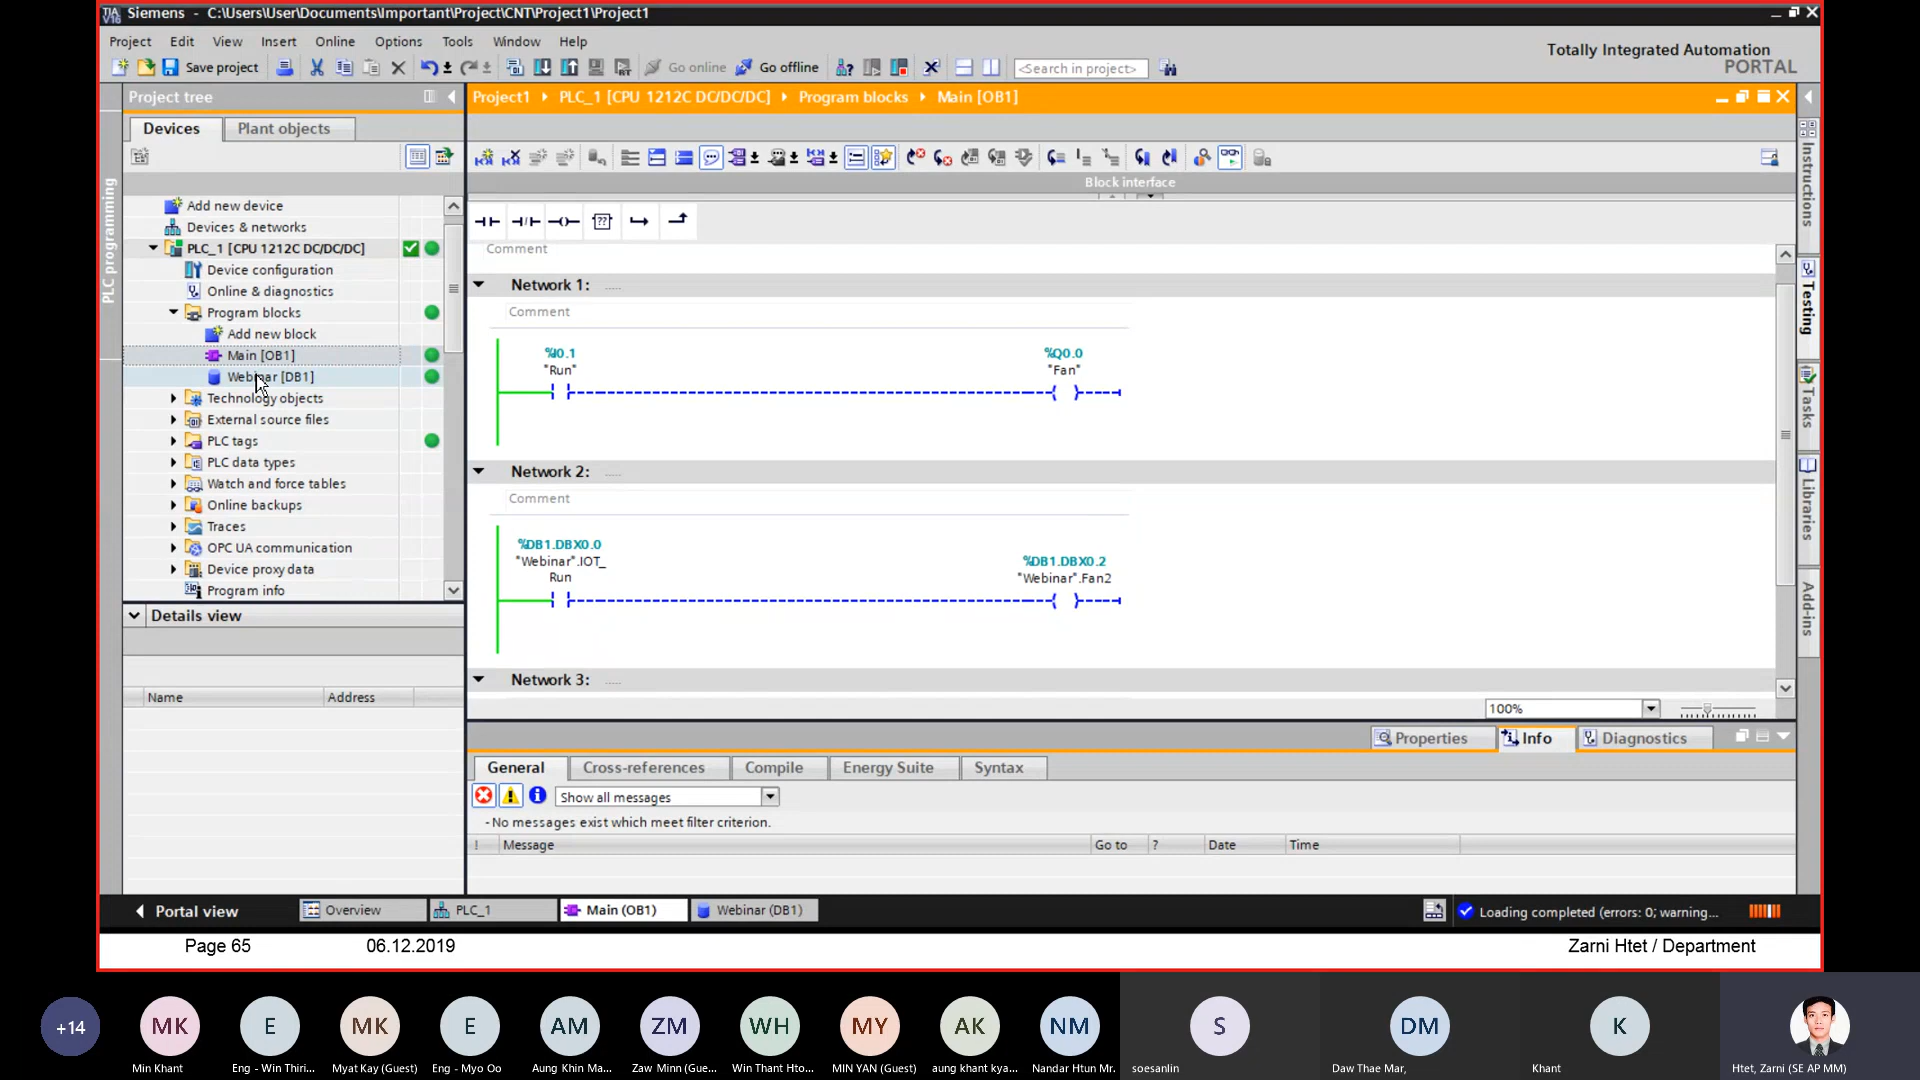 Siemens - C:\Users\User\Documents\Important\Project\CNT\Project1\Project1
Project Edit View Insert Online Options Tools Window Help
Totally Integrated Automation
PORTAL
Save project Go online Go offline <Search in project>
Project tree
Project1 PLC_1 [CPU 1212C DC/DC/DC] Program blocks Main [OB1]
Devices Plant objects
Block interface
PLC programming
Add new device
Devices & networks
PLC_1 [CPU 1212C DC/DC/DC]
Device configuration
Online & diagnostics
Program blocks
Add new block
Main [OB1]
Webinar [DB1]
Technology objects
External source files
PLC tags
PLC data types
Watch and force tables
Online backups
Traces
OPC UA communication
Device proxy data
Program info
Details view
Name Address
Comment
Network 1: .....
Comment
%I0.1
"Run"
%Q0.0
"Fan"
Network 2: .....
Comment
%DB1.DBX0.0
"Webinar".IOT_
Run
%DB1.DBX0.2
"Webinar".Fan2
Network 3: .....
100%
Instructions
Testing
Tasks
Libraries
Add-ins
Properties Info Diagnostics
General Cross-references Compile Energy Suite Syntax
Show all messages
-No messages exist which meet filter criterion.
! Message Go to ? Date Time
Portal view Overview PLC_1 Main (OB1) Webinar (DB1)
Loading completed (errors: 0; warning...
Page 65 06.12.2019 Zarni Htet / Department
+14 MK E MK E AM ZM WH MY AK NM S DM K
Min Khant Eng - Win Thiri... Myat Kay (Guest) Eng - Myo Oo Aung Khin Ma... Zaw Minn (Gue... Win Thant Hto... MIN YAN (Guest) aung khant kya... Nandar Htun Mr. soesanlin Daw Thae Mar, Khant Htet, Zarni (SE AP MM)